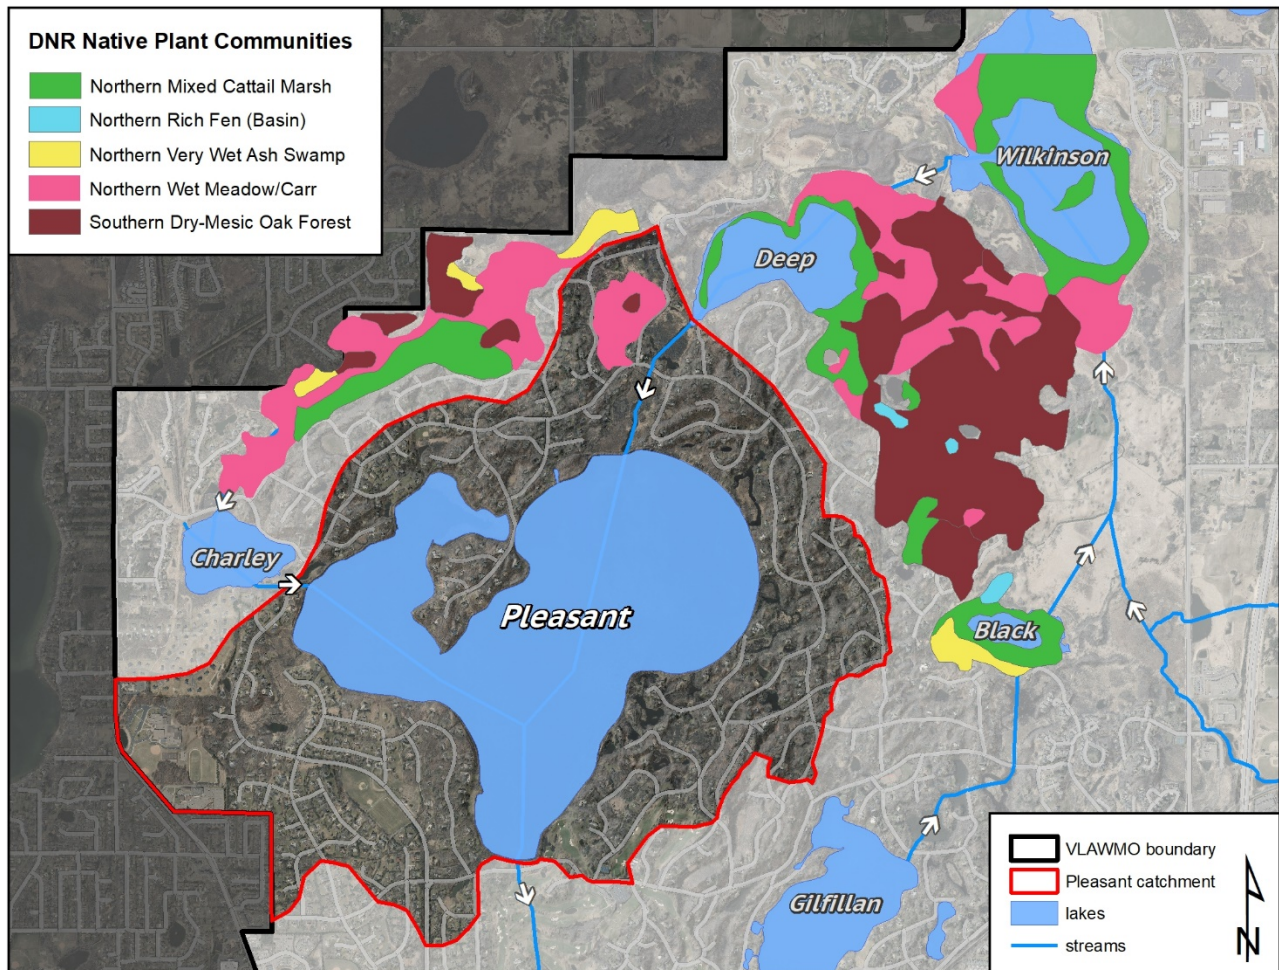 DNR Native Plant Communities
Northern Mixed Cattail Marsh
Northern Rich Fen (Basin)
Northern Very Wet Ash Swamp
Northern Wet Meadow/Carr
Southern Dry-Mesic Oak Forest
Wilkinson
Deep
Charley
Pleasant
Black
Gilfillan
VLAWMO boundary
Pleasant catchment
lakes
streams
N